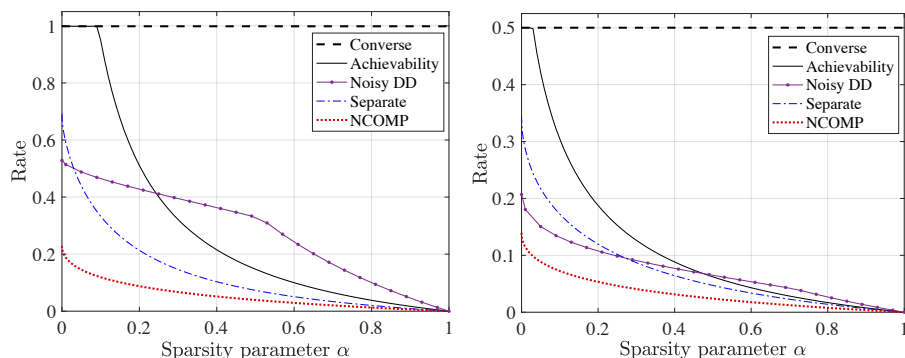 1
0.8
0.6
0.4
0.2
0
Rate
0
0.2
0.4
0.6
0.8
1
Sparsity parameter α
Converse
Achievability
Noisy DD
Separate
NCOMP
0.5
0.4
0.3
0.2
0.1
0
Rate
0
0.2
0.4
0.6
0.8
1
Sparsity parameter α
Converse
Achievability
Noisy DD
Separate
NCOMP